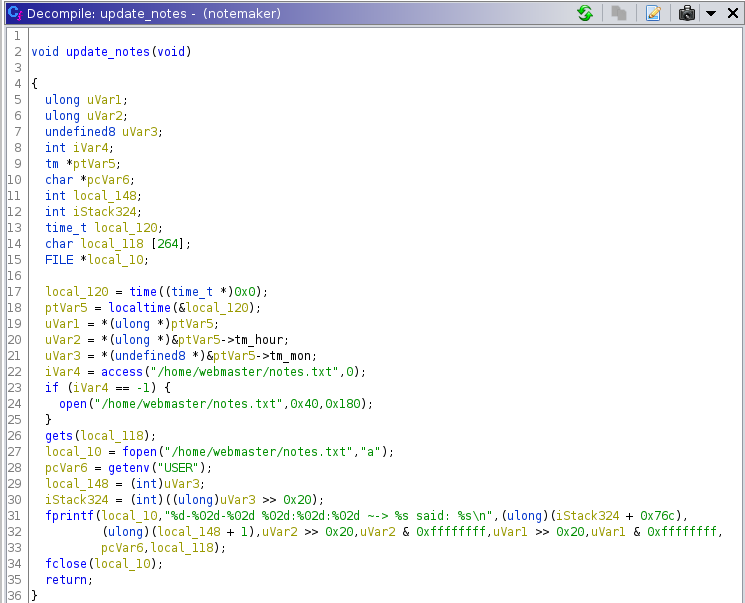 Decompile: update_notes - (notemaker)
1
2 void update_notes(void)
3
4 {
5 ulong uVar1;
6 ulong uVar2;
7 undefined8 uVar3;
8 int iVar4;
9 tm *ptVar5;
10 char *pcVar6;
11 int local_148;
12 int iStack324;
13 time_t local_120;
14 char local_118 [264];
15 FILE *local_10;
16
17 local_120 = time((time_t *)0x0);
18 ptVar5 = localtime(&local_120);
19 uVar1 = *(ulong *)ptVar5;
20 uVar2 = *(ulong *)&ptVar5->tm_hour;
21 uVar3 = *(undefined8 *)&ptVar5->tm_mon;
22 iVar4 = access("/home/webmaster/notes.txt",0);
23 if (iVar4 == -1) {
24 open("/home/webmaster/notes.txt",0x40,0x180);
25 }
26 gets(local_118);
27 local_10 = fopen("/home/webmaster/notes.txt","a");
28 pcVar6 = getenv("USER");
29 local_148 = (int)uVar3;
30 iStack324 = (int)((ulong)uVar3 >> 0x20);
31 fprintf(local_10,"%d-%02d-%02d %02d:%02d:%02d ~-> %s said: %s\n",(ulong)(iStack324 + 0x76c),
32 (ulong)(local_148 + 1),uVar2 >> 0x20,uVar2 & 0xffffffff,uVar1 >> 0x20,uVar1 & 0xffffffff,
33 pcVar6,local_118);
34 fclose(local_10);
35 return;
36 }